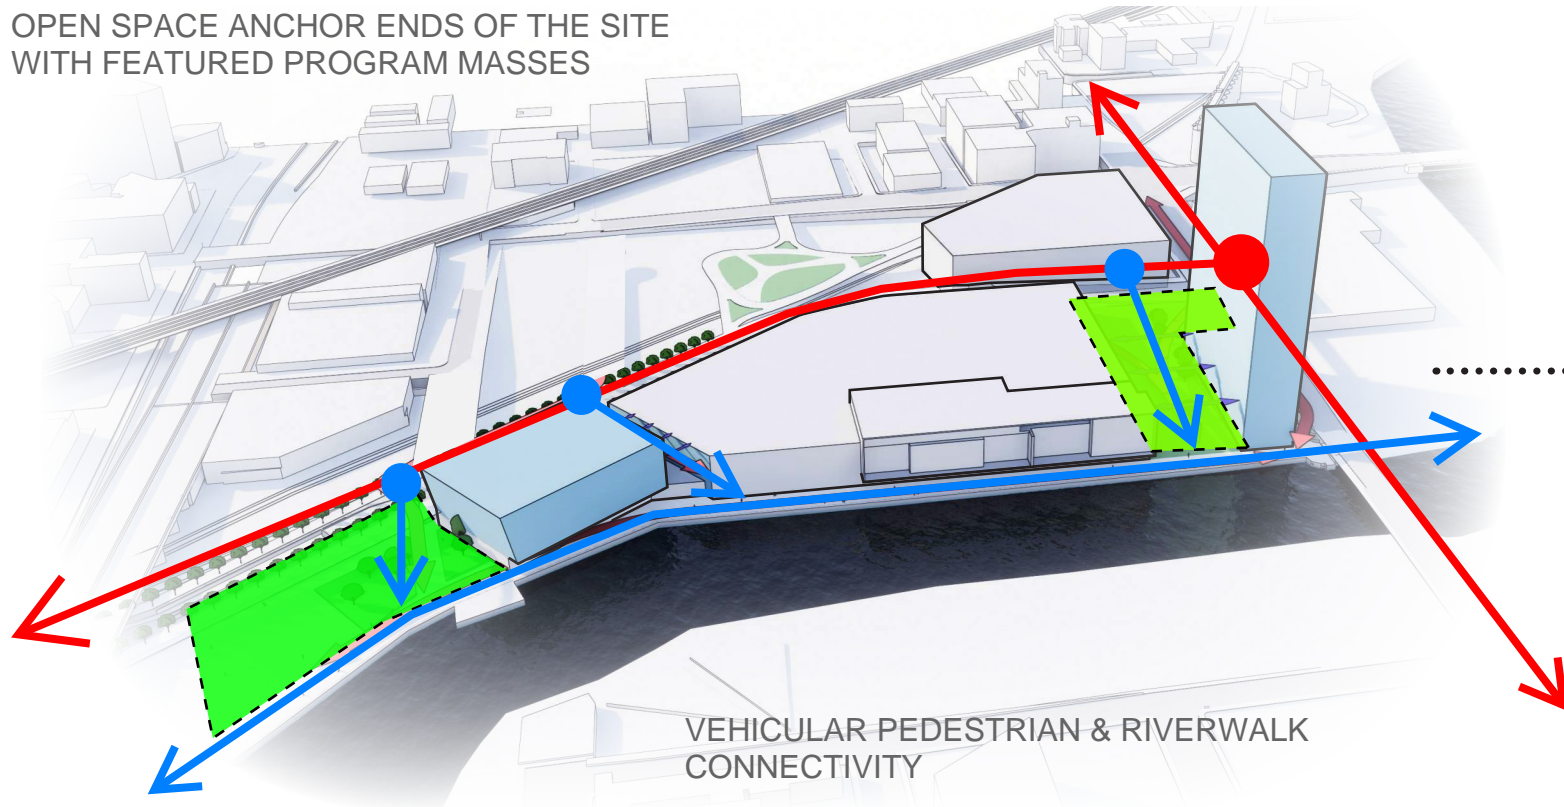 OPEN SPACE ANCHOR ENDS OF THE SITE
WITH FEATURED PROGRAM MASSES
VEHICULAR PEDESTRIAN & RIVERWALK
CONNECTIVITY